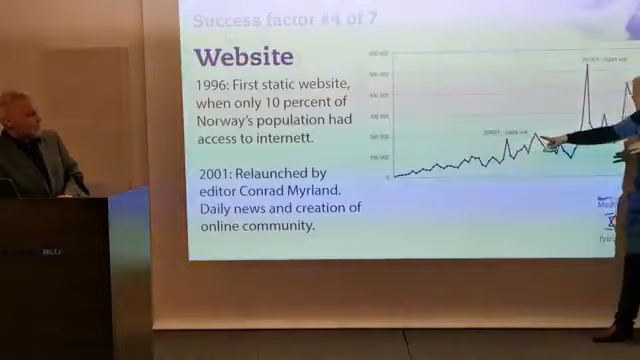 Success factor #4 of 7
Website
1996: First static website,
when only 10 percent of
Norway's population had
access to internett.
2001: Relaunched by
editor Conrad Myrland.
Daily news and creation of
online community.